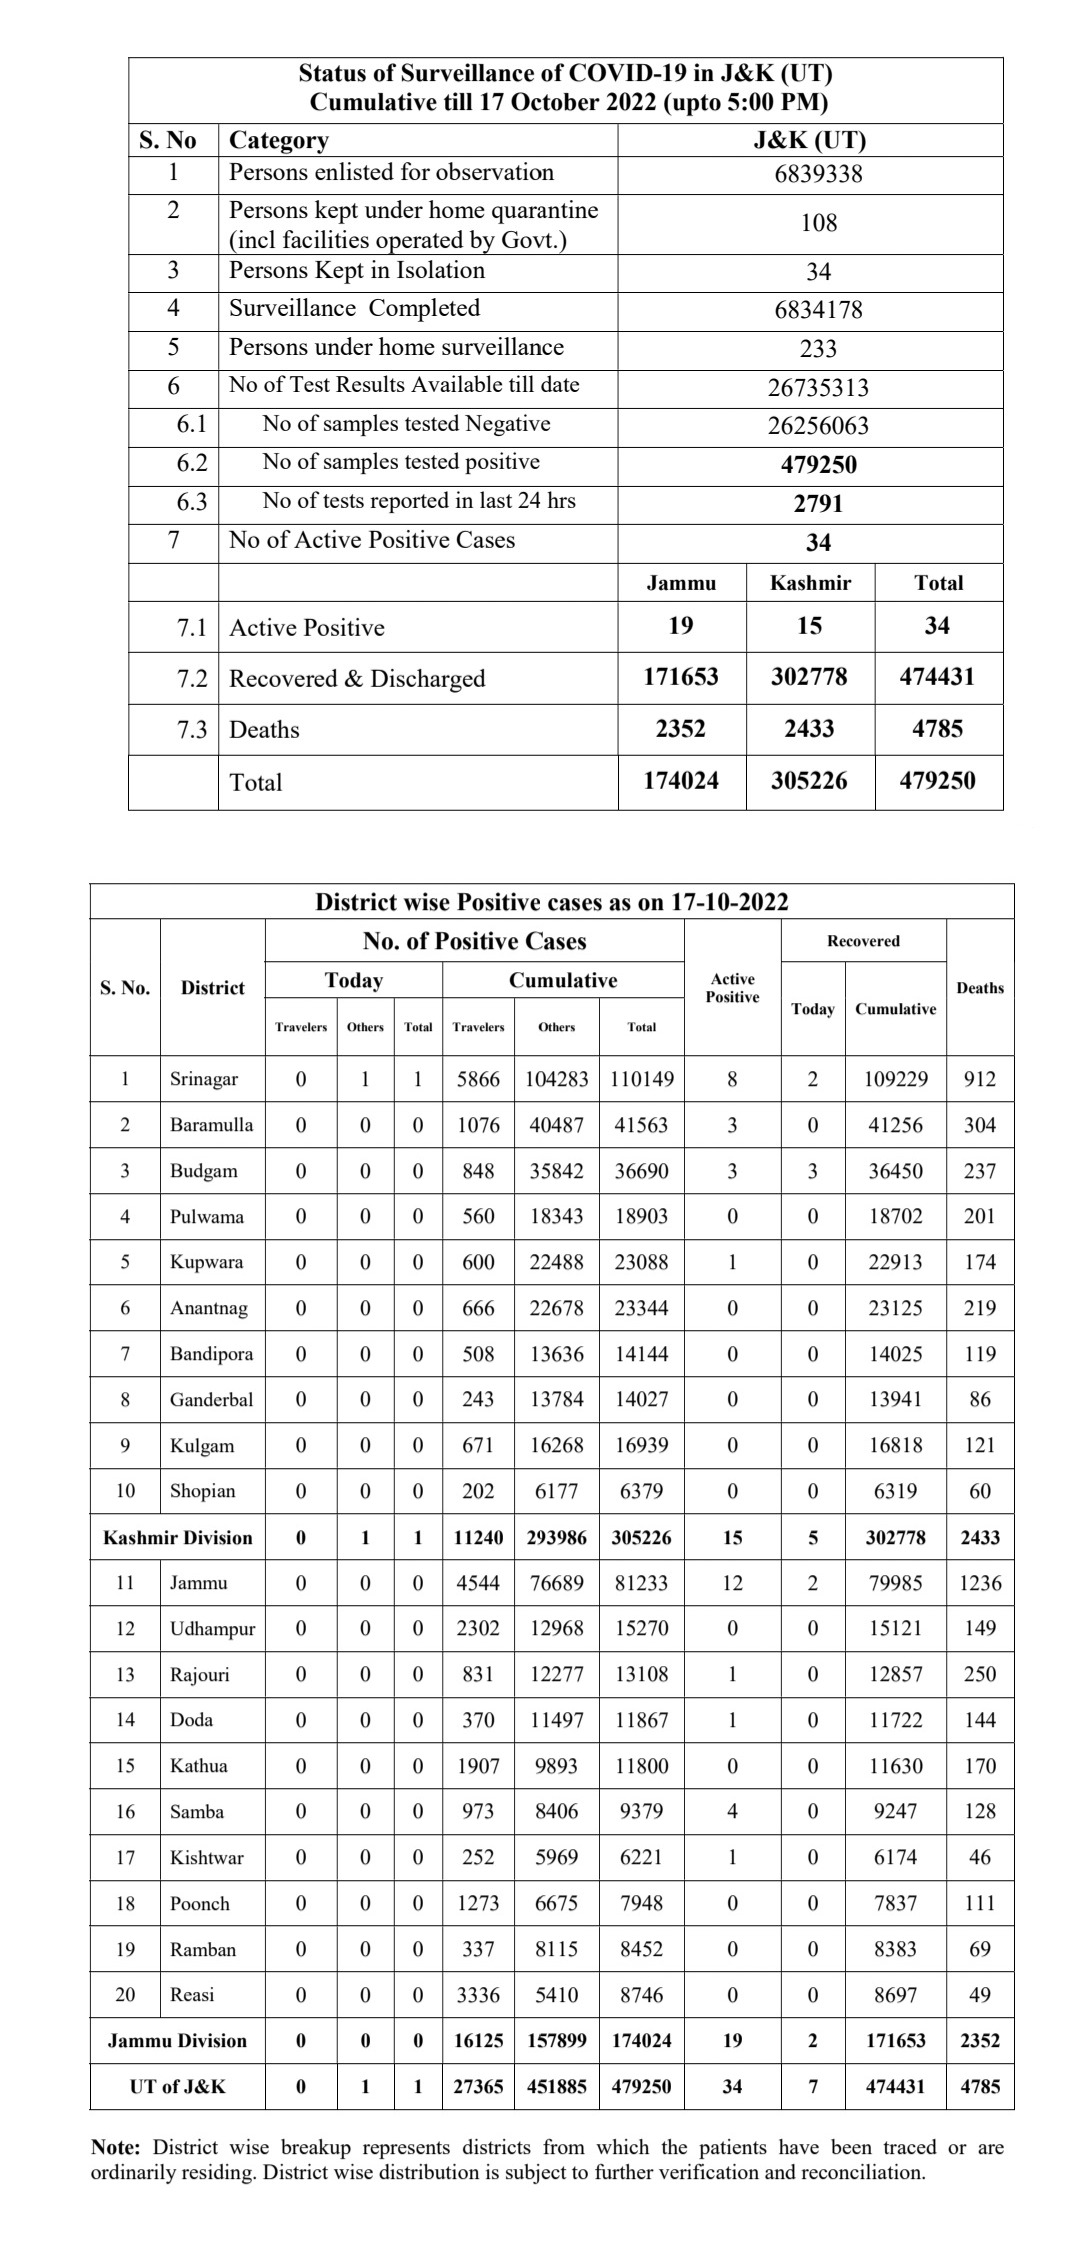 Status of Surveillance of COVID-19 in J&K (UT)
Cumulative till 17 October 2022 (upto 5:00 PM)
S. No Category J&K (UT)
1 Persons enlisted for observation 6839338
2 Persons kept under home quarantine
(incl facilities operated by Govt.) 108
3 Persons Kept in Isolation 34
4 Surveillance Completed 6834178
5 Persons under home surveillance 233
6 No of Test Results Available till date 26735313
6.1 No of samples tested Negative 26256063
6.2 No of samples tested positive 479250
6.3 No of tests reported in last 24 hrs 2791
7 No of Active Positive Cases 34
Jammu Kashmir Total
7.1 Active Positive 19 15 34
7.2 Recovered & Discharged 171653 302778 474431
7.3 Deaths 2352 2433 4785
Total 174024 305226 479250
District wise Positive cases as on 17-10-2022
S. No. District No. of Positive Cases Active Positive Recovered Deaths
Today Cumulative Today Cumulative
Travelers Others Total Travelers Others Total
1 Srinagar 0 1 1 5866 104283 110149 8 2 109229 912
2 Baramulla 0 0 0 1076 40487 41563 3 0 41256 304
3 Budgam 0 0 0 848 35842 36690 3 3 36450 237
4 Pulwama 0 0 0 560 18343 18903 0 0 18702 201
5 Kupwara 0 0 0 600 22488 23088 1 0 22913 174
6 Anantnag 0 0 0 666 22678 23344 0 0 23125 219
7 Bandipora 0 0 0 508 13636 14144 0 0 14025 119
8 Ganderbal 0 0 0 243 13784 14027 0 0 13941 86
9 Kulgam 0 0 0 671 16268 16939 0 0 16818 121
10 Shopian 0 0 0 202 6177 6379 0 0 6319 60
Kashmir Division 0 1 1 11240 293986 305226 15 5 302778 2433
11 Jammu 0 0 0 4544 76689 81233 12 2 79985 1236
12 Udhampur 0 0 0 2302 12968 15270 0 0 15121 149
13 Rajouri 0 0 0 831 12277 13108 1 0 12857 250
14 Doda 0 0 0 370 11497 11867 1 0 11722 144
15 Kathua 0 0 0 1907 9893 11800 0 0 11630 170
16 Samba 0 0 0 973 8406 9379 4 0 9247 128
17 Kishtwar 0 0 0 252 5969 6221 1 0 6174 46
18 Poonch 0 0 0 1273 6675 7948 0 0 7837 111
19 Ramban 0 0 0 337 8115 8452 0 0 8383 69
20 Reasi 0 0 0 3336 5410 8746 0 0 8697 49
Jammu Division 0 0 0 16125 157899 174024 19 2 171653 2352
UT of J&K 0 1 1 27365 451885 479250 34 7 474431 4785
Note: District wise breakup represents districts from which the patients have been traced or are
ordinarily residing. District wise distribution is subject to further verification and reconciliation.